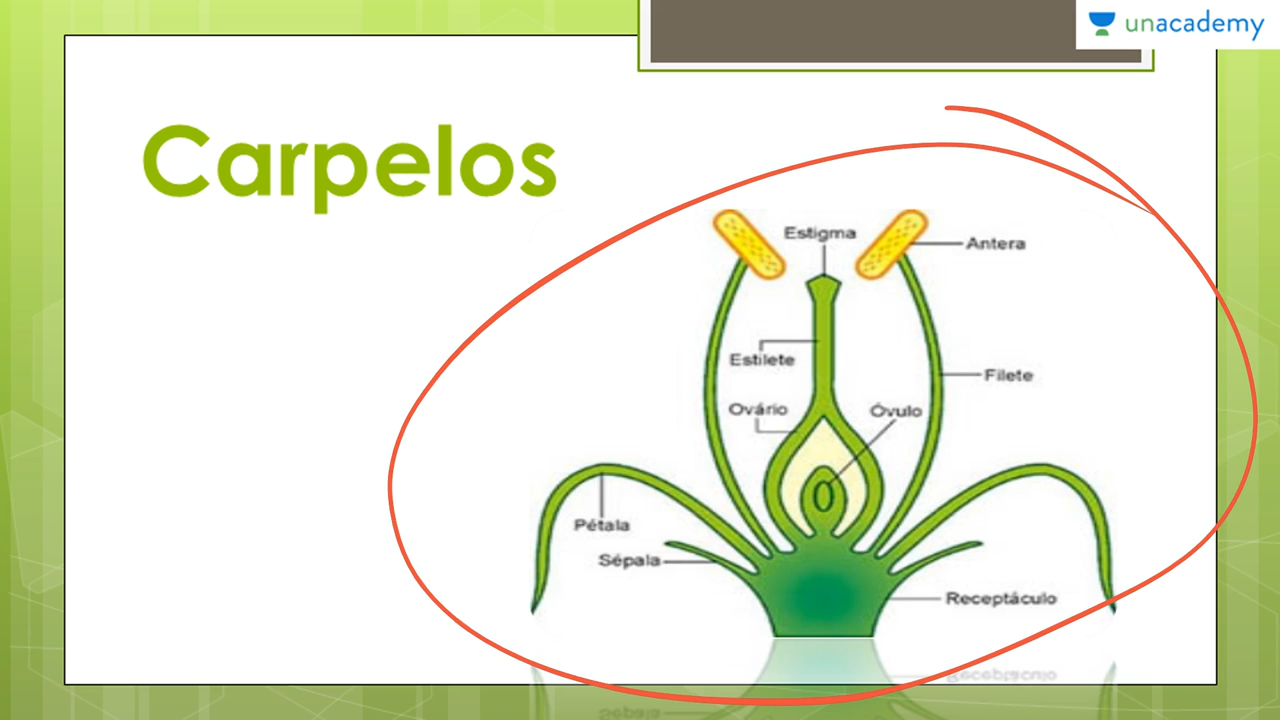 unacademy
Carpelos
Estigma
Antera
Estilete
Filete
Ovário
Óvulo
Pétala
Sépala
Receptáculo